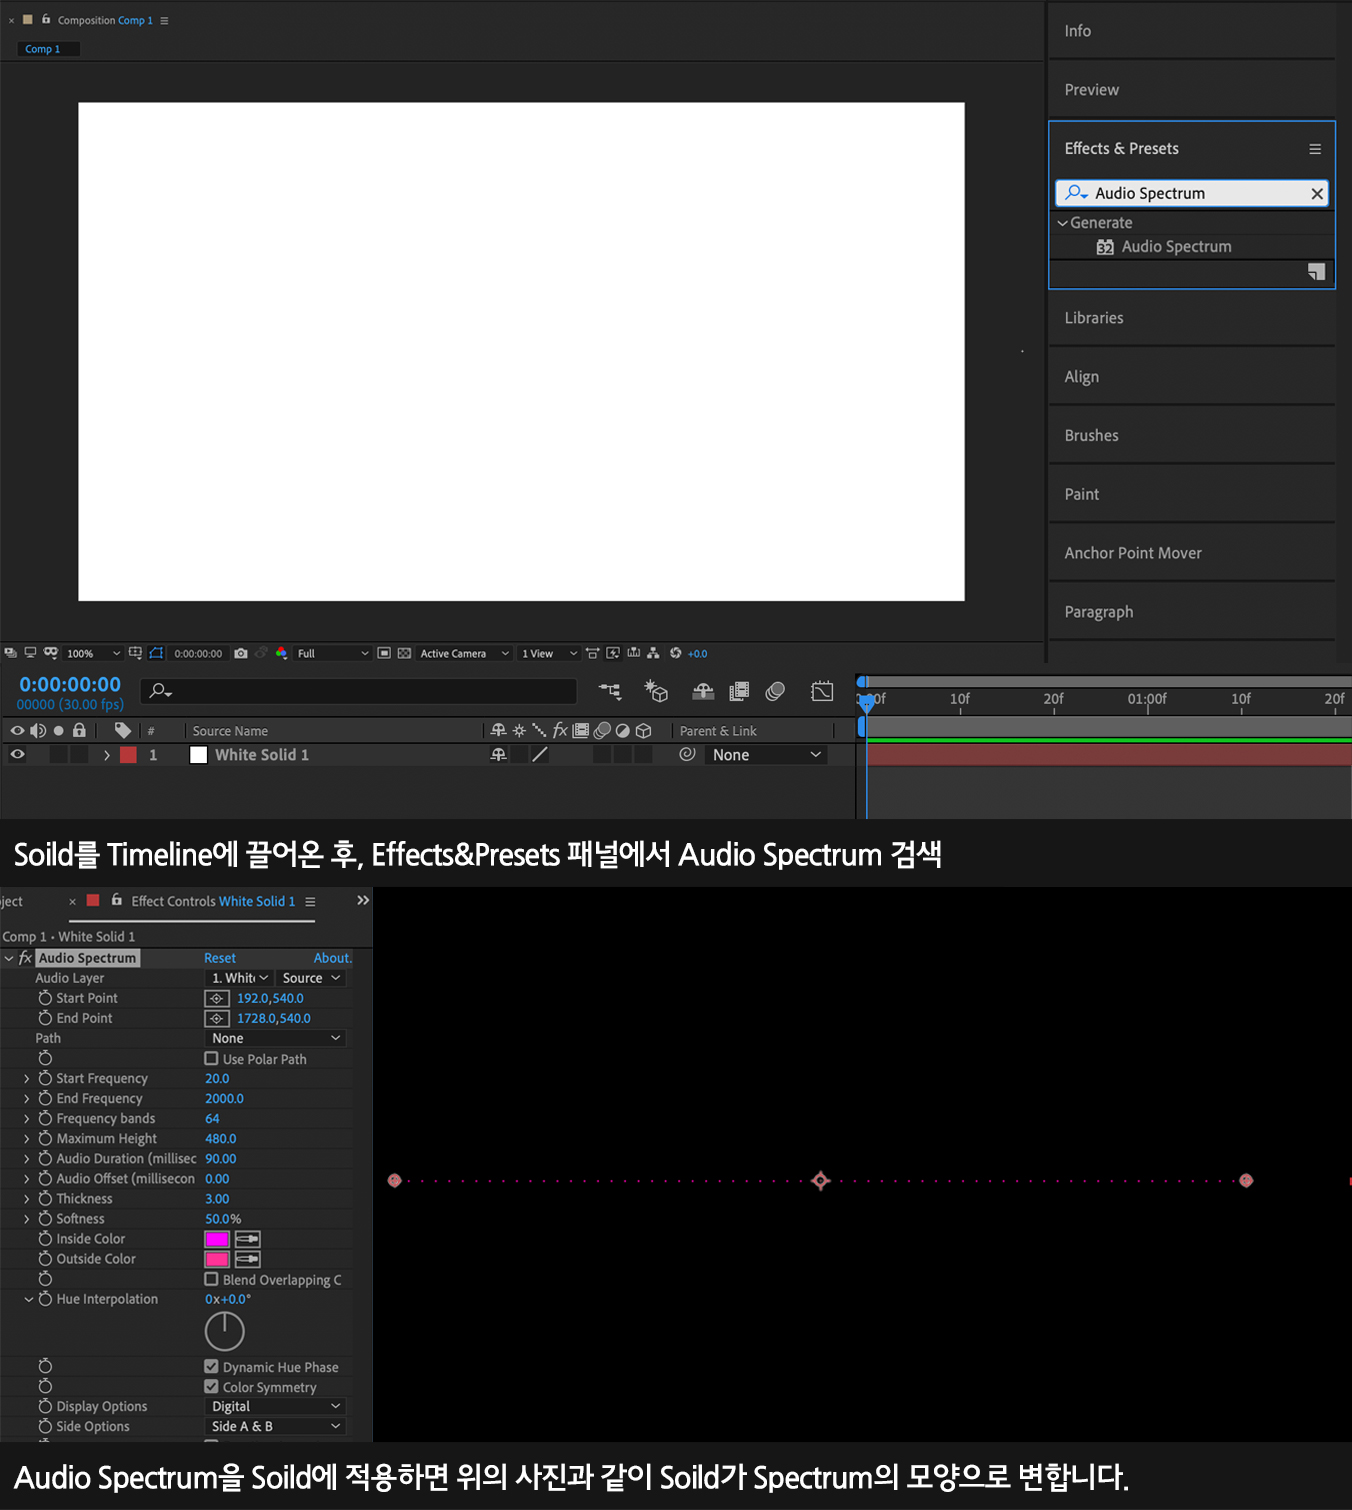 Composition Comp 1
Comp 1
Info
Preview
Effects & Presets
Audio Spectrum
Generate
32 Audio Spectrum
Libraries
Align
Brushes
Paint
Anchor Point Mover
Paragraph
100% 0:00:00:00 Full Active Camera 1 View +0.0
0:00:00:00
00000 (30.00 fps)
00f 10f 20f 01:00f 10f 20f
# Source Name fx Parent & Link
1 White Solid 1 None
Soild를 Timeline에 끌어온 후, Effects&Presets 패널에서 Audio Spectrum 검색
ject Effect Controls White Solid 1
Comp 1 • White Solid 1
fx Audio Spectrum Reset About.
Audio Layer 1. White Source
Start Point 192.0,540.0
End Point 1728.0,540.0
Path None
Use Polar Path
Start Frequency 20.0
End Frequency 2000.0
Frequency bands 64
Maximum Height 480.0
Audio Duration (millisec 90.00
Audio Offset (millisecon 0.00
Thickness 3.00
Softness 50.0%
Inside Color
Outside Color
Blend Overlapping C
Hue Interpolation 0x+0.0°
Dynamic Hue Phase
Color Symmetry
Display Options Digital
Side Options Side A & B
Audio Spectrum을 Soild에 적용하면 위의 사진과 같이 Soild가 Spectrum의 모양으로 변합니다.